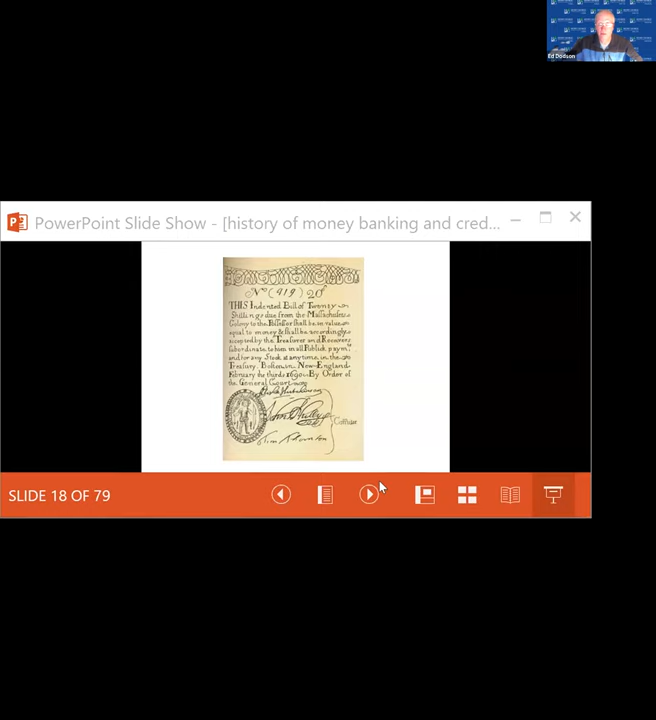 Ed Dodson
PowerPoint Slide Show - [history of money banking and cred...
No (919) 20s
THIS Indented Bill of Twenty
Shillings due from the Massachusets
Colony to the Possessor shall be in value
equal to money & shall be accordingly
accepted by the Treasurer and Receivers
subordinate to him in all Publick paymts
and for any Stock at any time in the
Treasury. Boston in New-England
February the third 1690. By Order of
the General Court
Comittee
SLIDE 18 OF 79